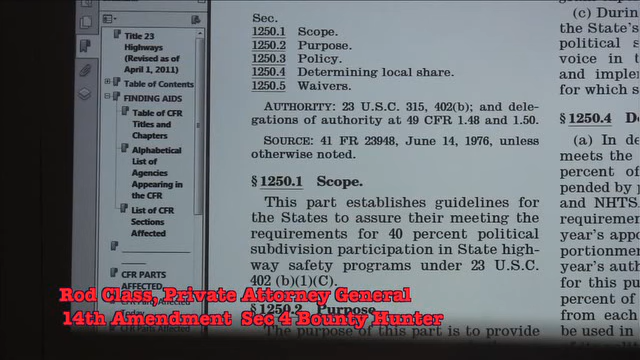 Title 23
Highways
(Revised as of
April 1, 2011)
Table of Contents
FINDING AIDS
Table of CFR
Titles and
Chapters
Alphabetical
List of
Agencies
Appearing in
the CFR
List of CFR
Sections
Affected
CFR PARTS
AFFECTED
Sec.
1250.1 Scope.
1250.2 Purpose.
1250.3 Policy.
1250.4 Determining local share.
1250.5 Waivers.
AUTHORITY: 23 U.S.C. 315, 402(b); and dele-
gations of authority at 49 CFR 1.48 and 1.50.
SOURCE: 41 FR 23948, June 14, 1976, unless
otherwise noted.
§ 1250.1 Scope.
This part establishes guidelines for
the States to assure their meeting the
requirements for 40 percent political
subdivision participation in State high-
way safety programs under 23 U.S.C.
402 (b)(1)(C).
§ 1250.2 Purpose.
The purpose of this part is to provide
(c) Durin
the State's
political s
voice in t
and imple
for which s
§ 1250.4 D
(a) In de
meets the
percent of
pended by p
and NHTS
requiremen
year's appo
portionmen
year's auth
for this pu
percent of
from each
be used in
Rod Class, Private Attorney General
14th Amendment Sec 4 Bounty Hunter